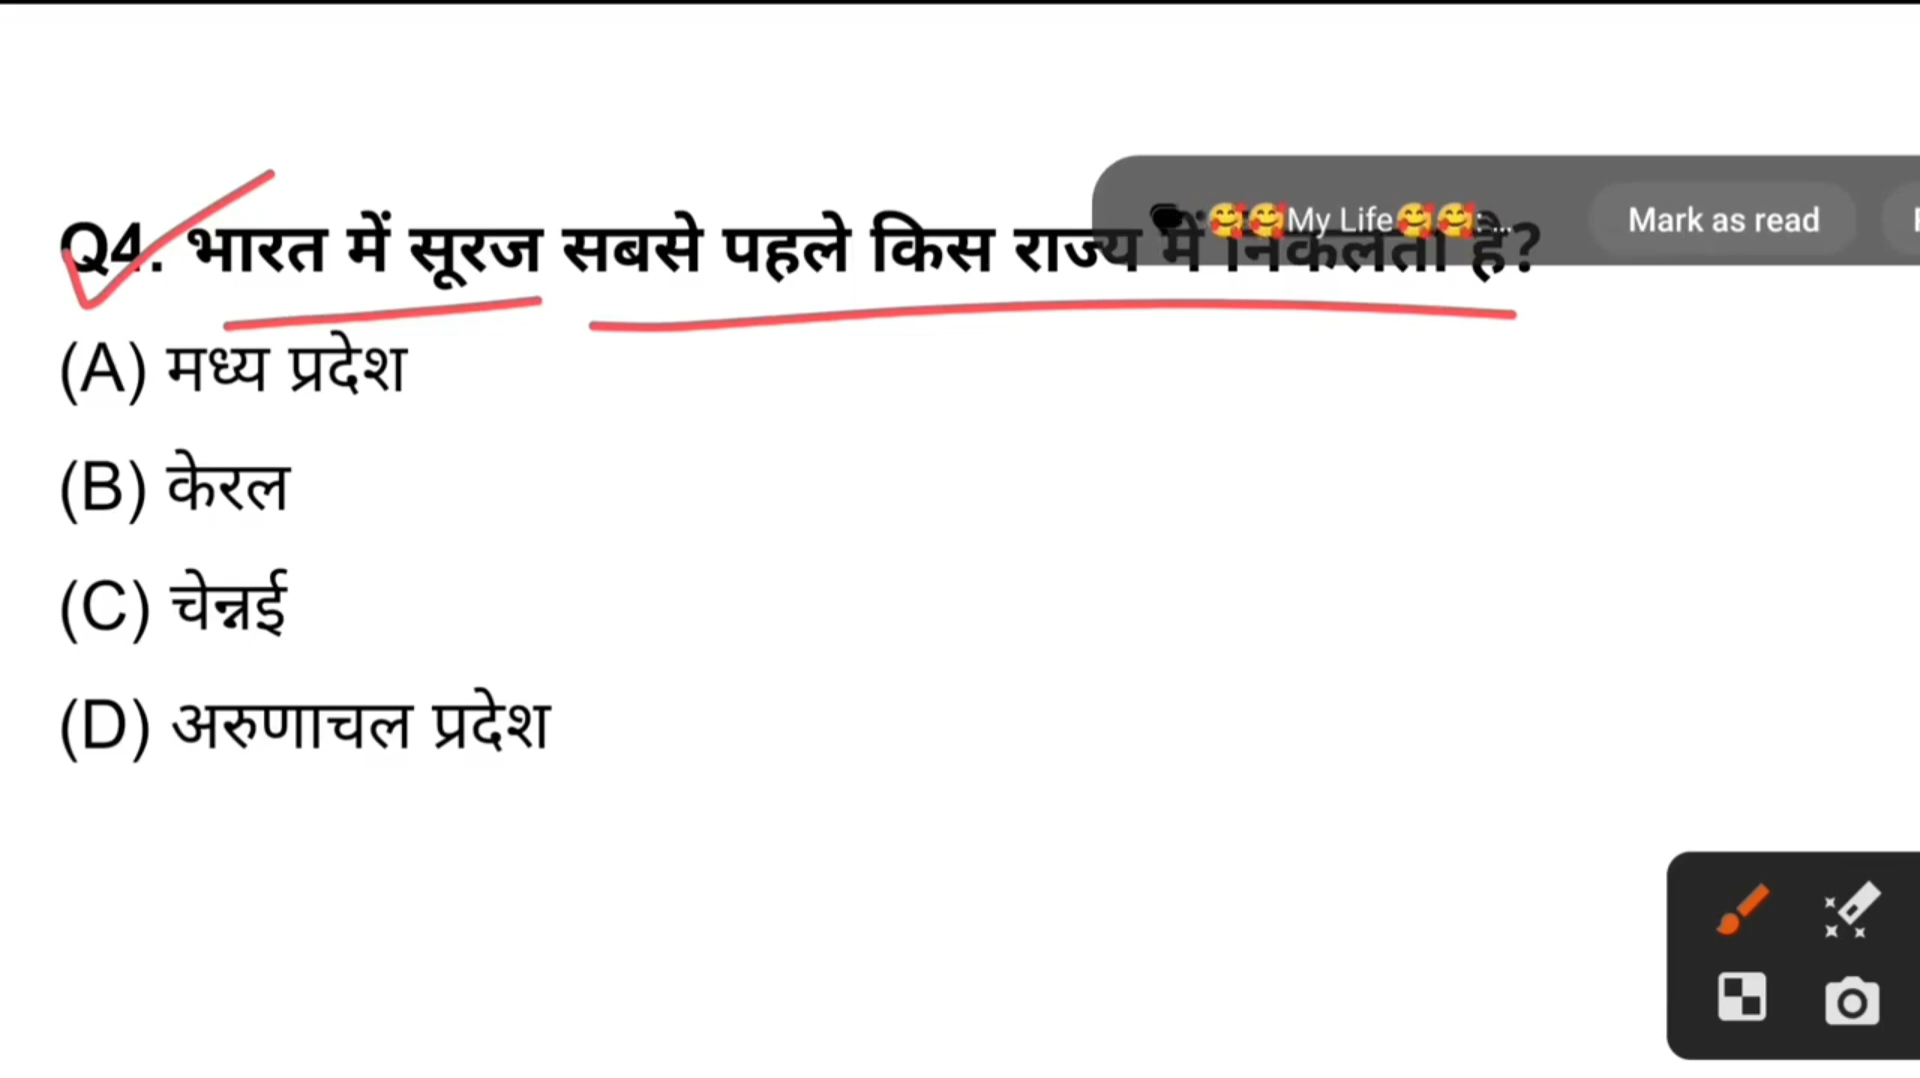 🥰🥰My Life🥰🥰: ...
Mark as read
Q4. भारत में सूरज सबसे पहले किस राज्य में निकलता है?
(A) मध्य प्रदेश
(B) केरल
(C) चेन्नई
(D) अरुणाचल प्रदेश